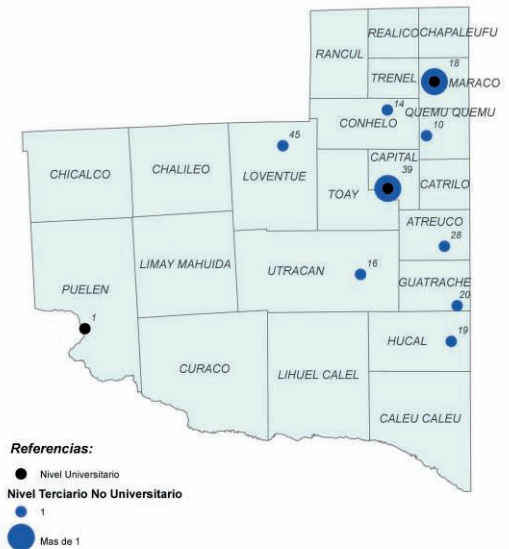 REALICO
CHAPALEUFU
RANCUL
18
TRENEL
MARACO
14
QUEMU QUEMU
CONHELO
10
45
CAPITAL
39
CHICALCO
CHALILEO
LOVENTUE
TOAY
CATRILO
ATREUCO
28
LIMAY MAHUIDA
UTRACAN
16
PUELEN
GUATRACHE
20
1
19
HUCAL
CURACO
LIHUEL CALEL
CALEU CALEU
Referencias:
Nivel Universitario
Nivel Terciario No Universitario
1
Mas de 1